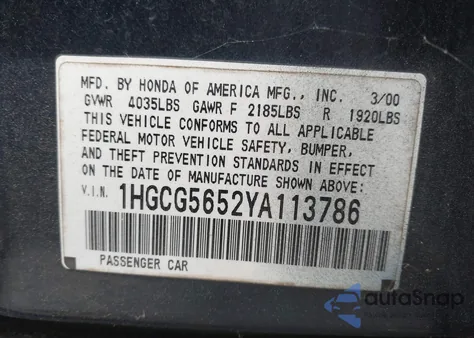 MFD. BY HONDA OF AMERICA MFG., INC. 3/00
GVWR 4035LBS GAWR F 2185LBS R 1920LBS
THIS VEHICLE CONFORMS TO ALL APPLICABLE
FEDERAL MOTOR VEHICLE SAFETY, BUMPER,
AND THEFT PREVENTION STANDARDS IN EFFECT
ON THE DATE OF MANUFACTURE SHOWN ABOVE:
V.I.N. 1HGCG5652YA113786
PASSENGER CAR
autoSnap